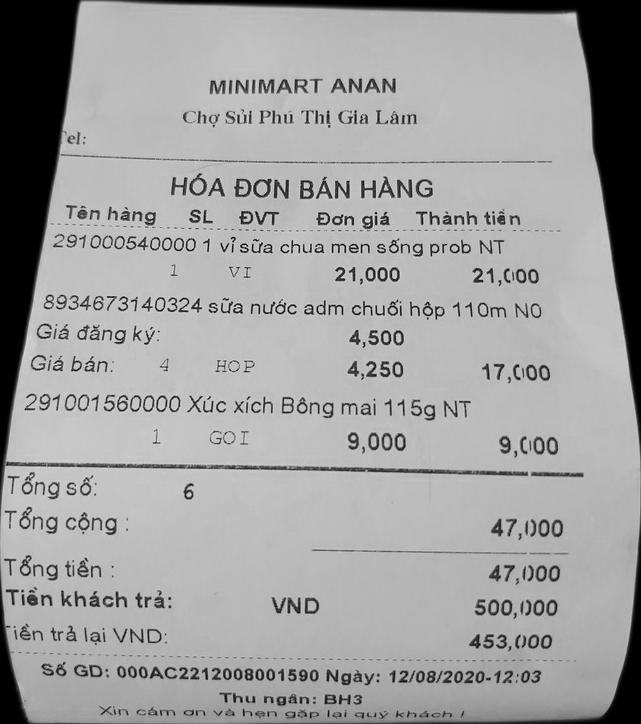 MINIMART ANAN
Chợ Sủi Phú Thị Gia Lâm
Tel:
HÓA ĐƠN BÁN HÀNG
Tên hàng SL ĐVT Đơn giá Thành tiền
291000540000 1 vỉ sữa chua men sống prob NT
1 VI 21,000 21,000
8934673140324 sữa nước adm chuối hộp 110m N0
Giá đăng ký: 4,500
Giá bán: 4 HOP 4,250 17,000
291001560000 Xúc xích Bông mai 115g NT
1 GOI 9,000 9,000
Tổng số: 6
Tổng cộng : 47,000
Tổng tiền : 47,000
Tiền khách trả: VND 500,000
Tiền trả lại VND: 453,000
Số GD: 000AC2212008001590 Ngày: 12/08/2020-12:03
Thu ngân: BH3
Xin cảm ơn và hẹn gặp lại quý khách !